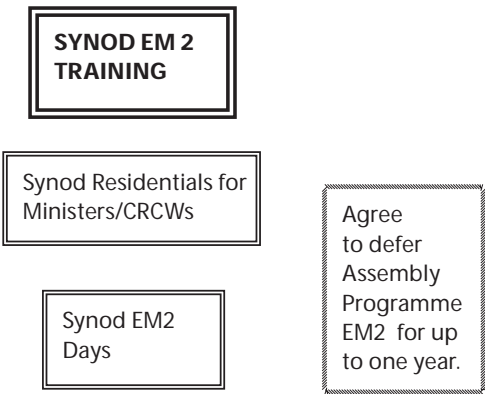 SYNOD EM 2
TRAINING
Synod Residentials for
Ministers/CRCWs
Synod EM2
Days
Agree
to defer
Assembly
Programme
EM2 for up
to one year.